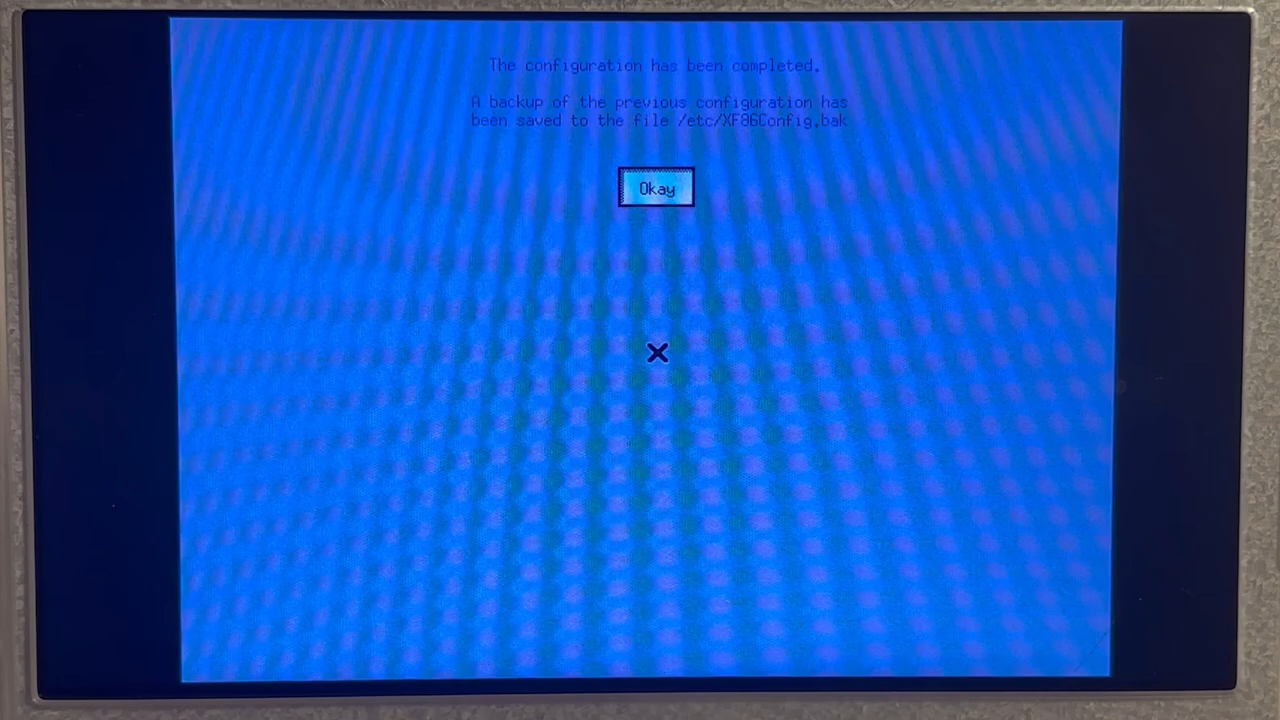 The configuration has been completed.
A backup of the previous configuration has
been saved to the file /etc/XF86Config.bak
Okay